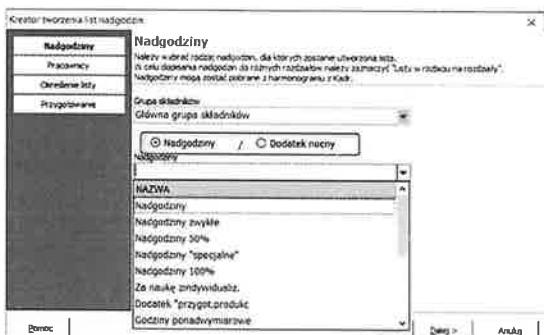 Kreator tworzenia list nadgodzin
Nadgodziny
Pracownicy
Określenie listy
Przygotowanie
Nadgodziny
Należy wybrać rodzaj nadgodzin, dla których zostanie utworzona lista.
W celu dopisania nadgodzin do różnych rozdziałów należy zaznaczyć "Listy w rozbiciu na rozdziały".
Nadgodziny mogą zostać pobrane z harmonogramu z Kadr.
Grupa składników
Główna grupa składników
Nadgodziny / Dodatek nocny
Nadgodziny
NAZWA
Nadgodziny
Nadgodziny zwykłe
Nadgodziny 50%
Nadgodziny "specjalne"
Nadgodziny 100%
Za naukę zindywidualiz.
Dodatek "przygot.produkc
Godziny ponadwymiarowe
Pomoc
Dalej >
Anuluj